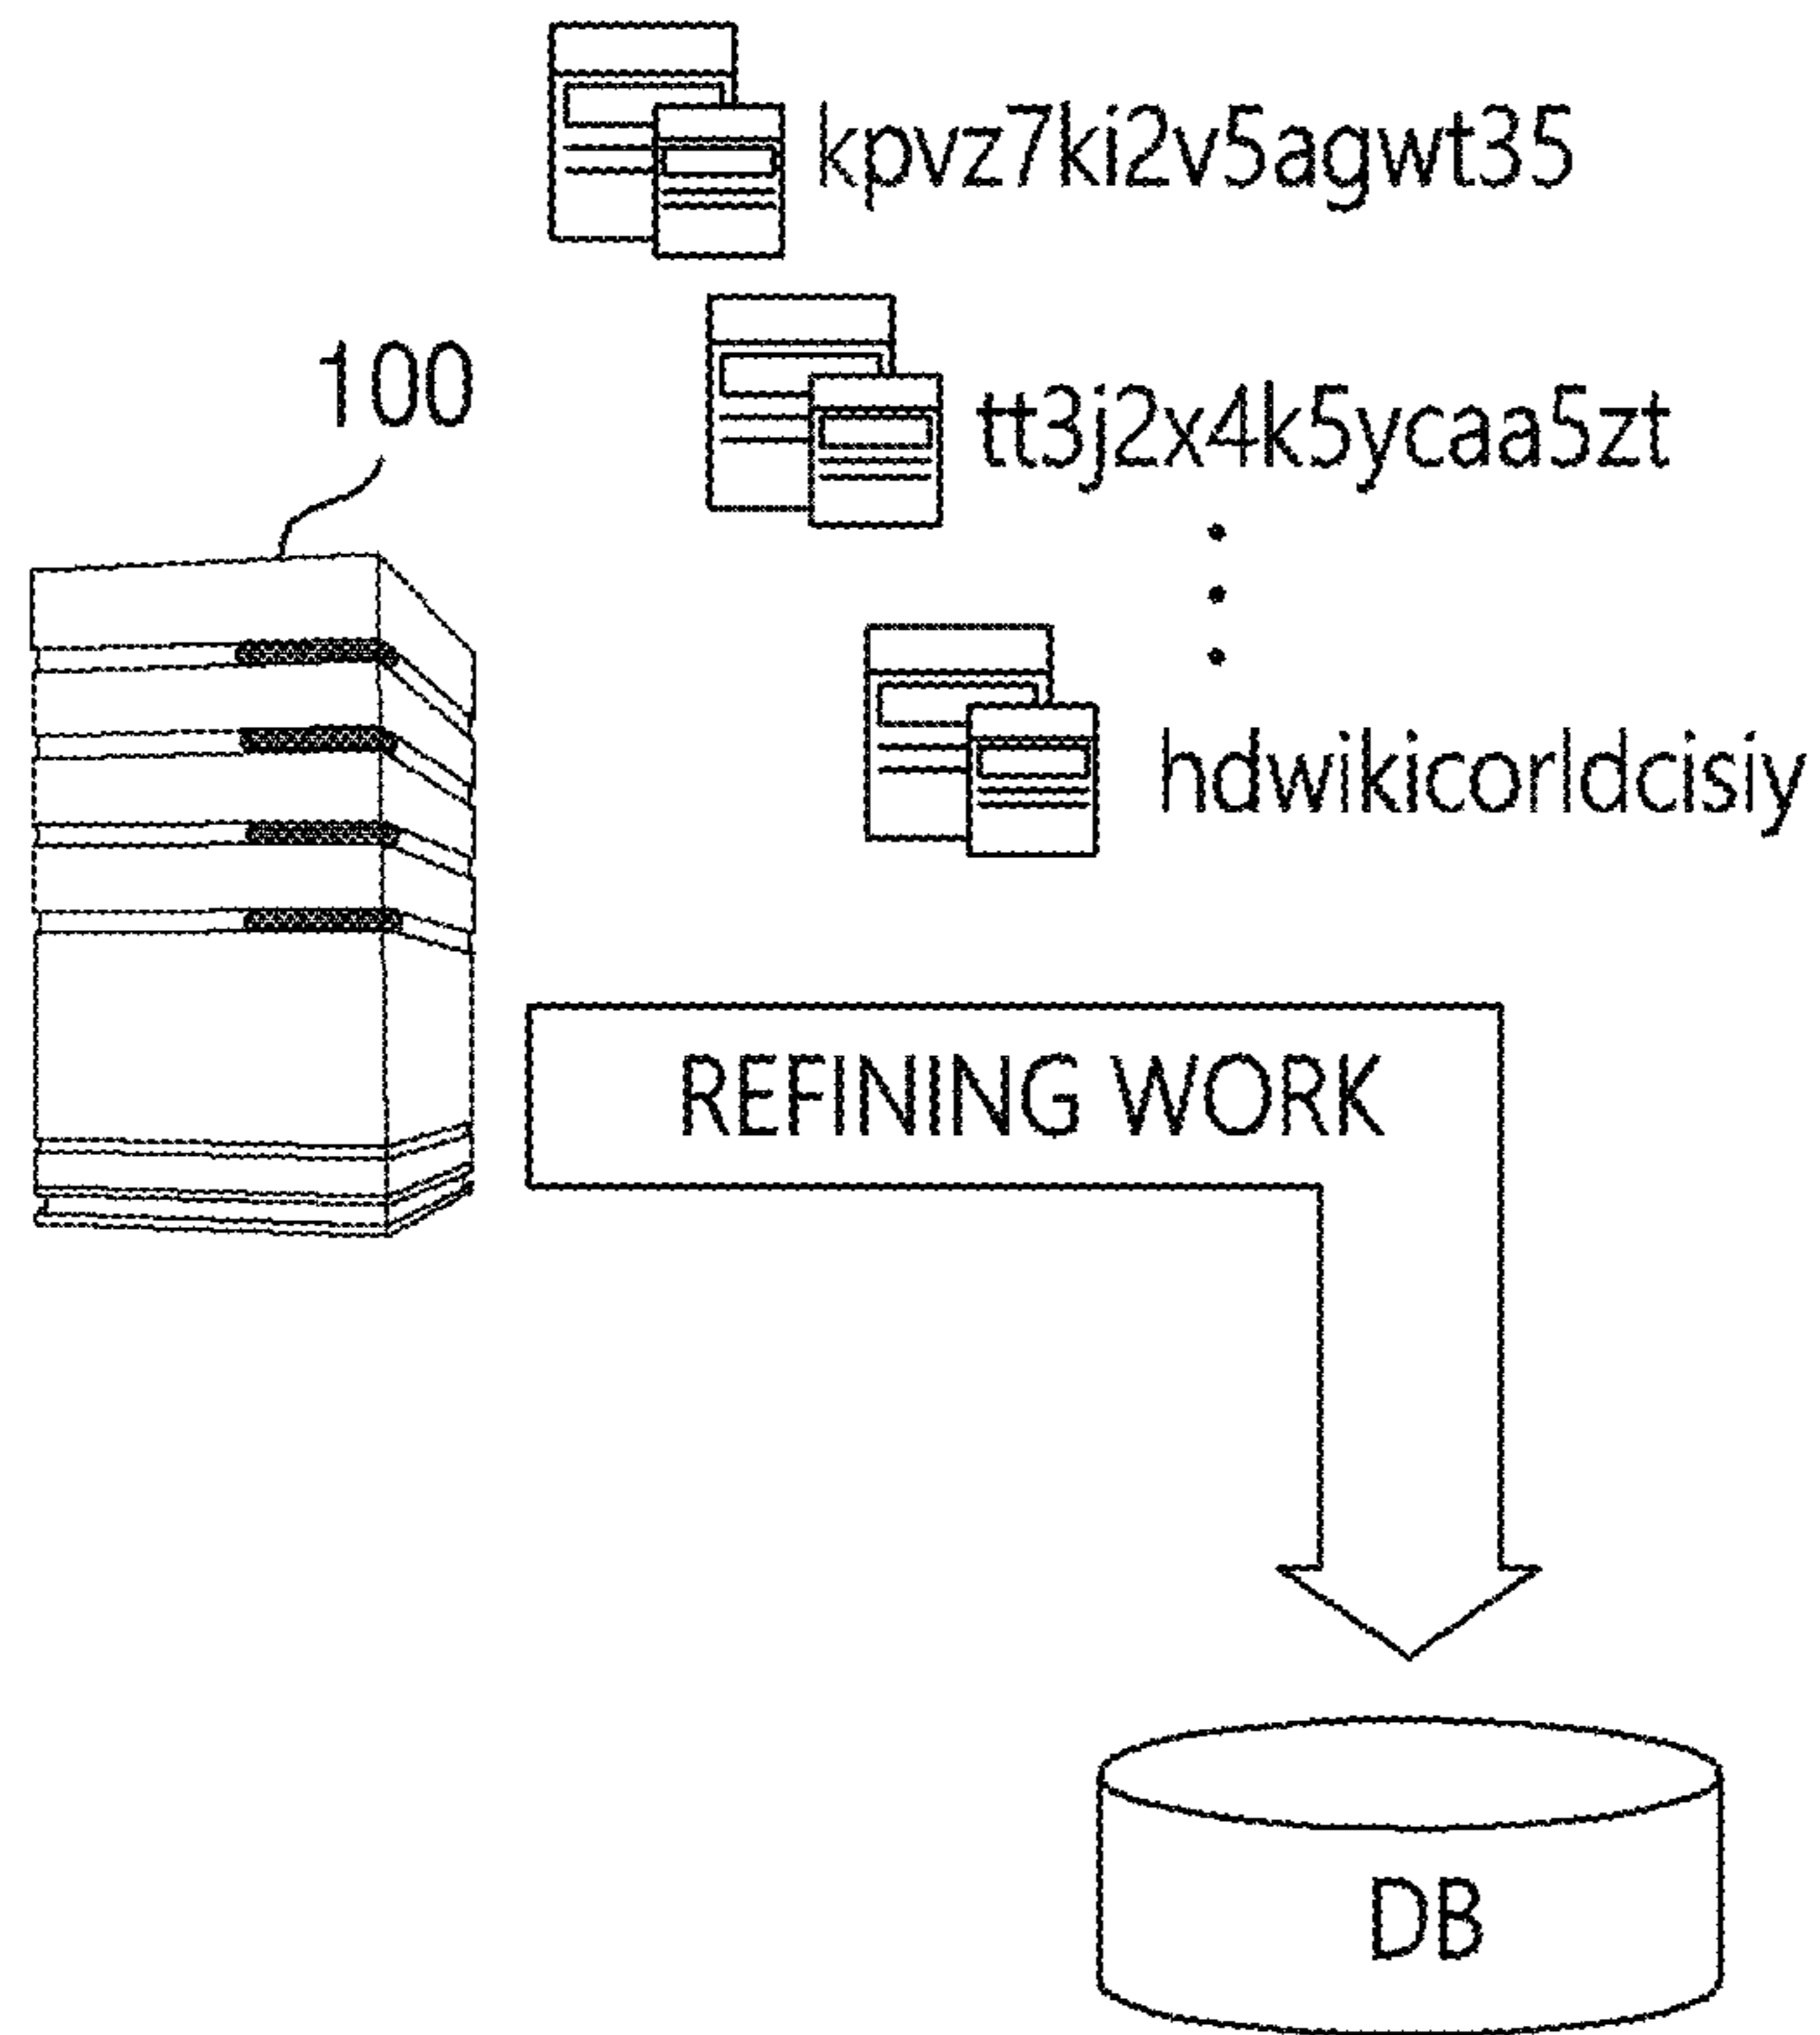 kpvz7ki2v5agwt35
100
tt3j2x4k5ycaa5zt
hdwikicorldcisiy
REFINING WORK
DB